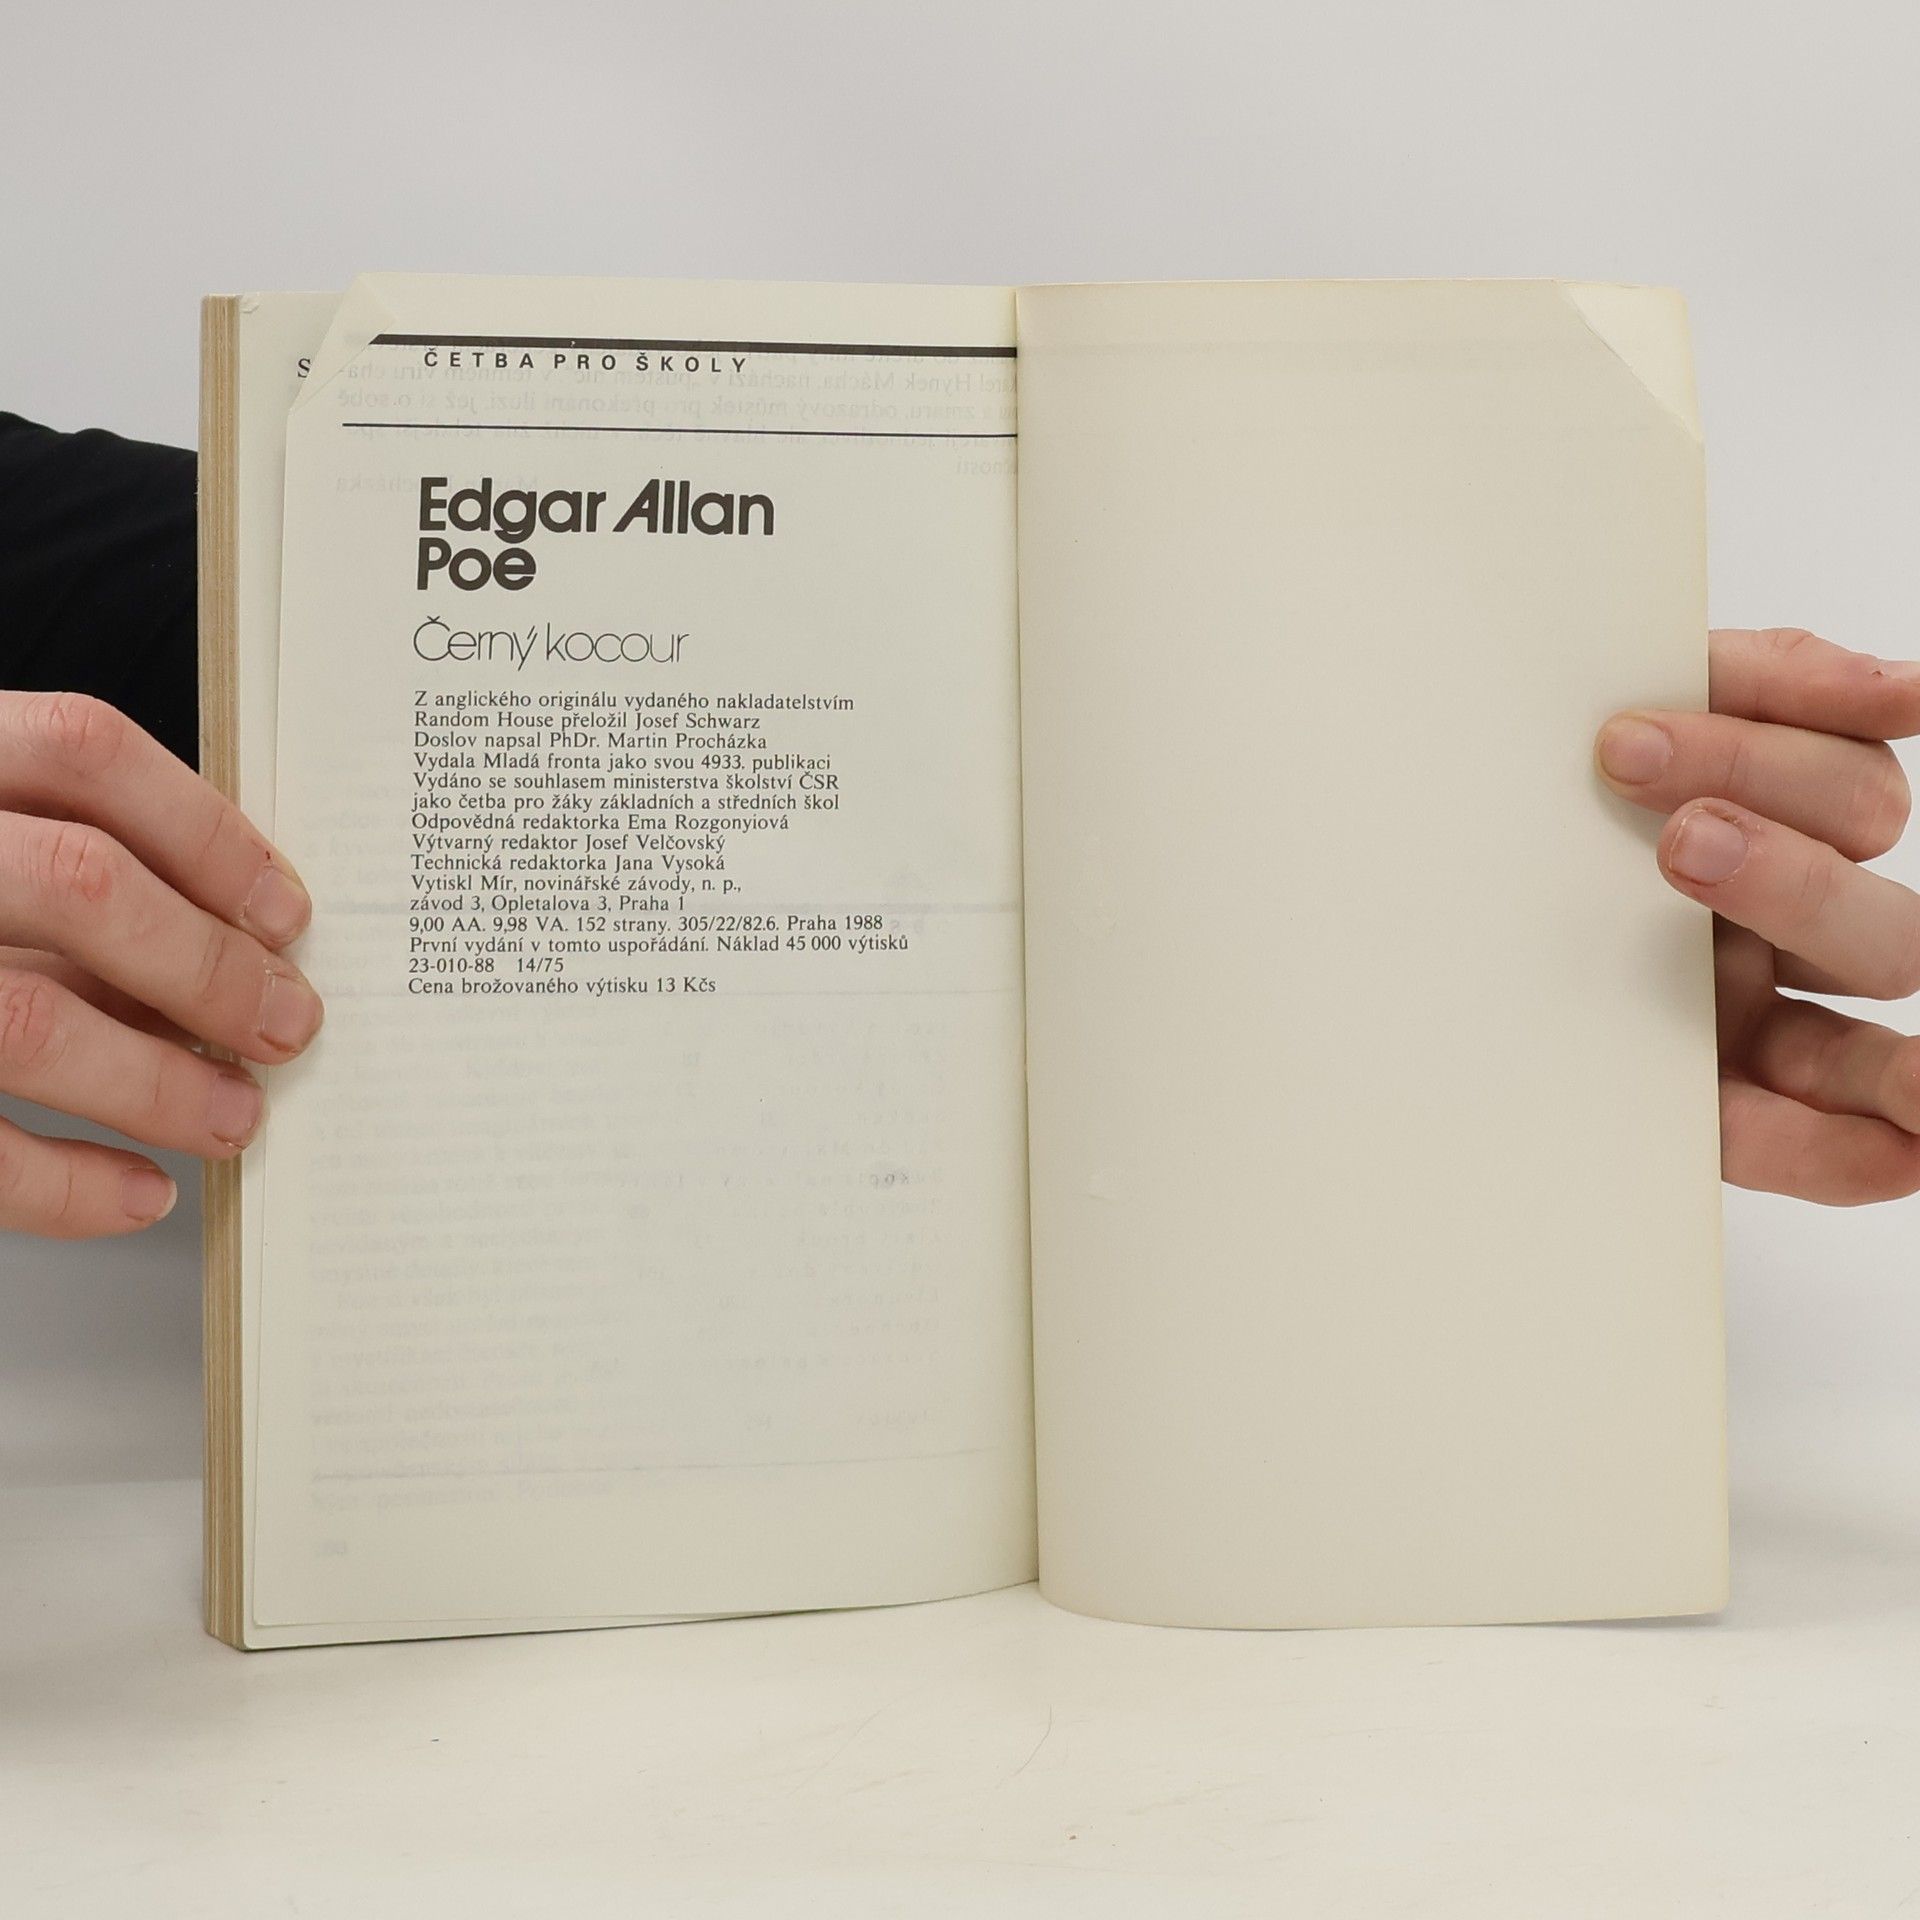 S
ČETBA PRO ŠKOLY
Edgar Allan
Poe
Černý kocour
Z anglického originálu vydaného nakladatelstvím
Random House přeložil Josef Schwarz
Doslov napsal PhDr. Martin Procházka
Vydala Mladá fronta jako svou 4933. publikaci
Vydáno se souhlasem ministerstva školství ČSR
jako četba pro žáky základních a středních škol
Odpovědná redaktorka Ema Rozgonyiová
Výtvarný redaktor Josef Velčovský
Technická redaktorka Jana Vysoká
Vytiskl Mír, novinářské závody, n. p.,
závod 3, Opletalova 3, Praha 1
9,00 AA. 9,98 VA. 152 strany. 305/22/82.6. Praha 1988
První vydání v tomto uspořádání. Náklad 45 000 výtisků
23-010-88 14/75
Cena brožovaného výtisku 13 Kčs